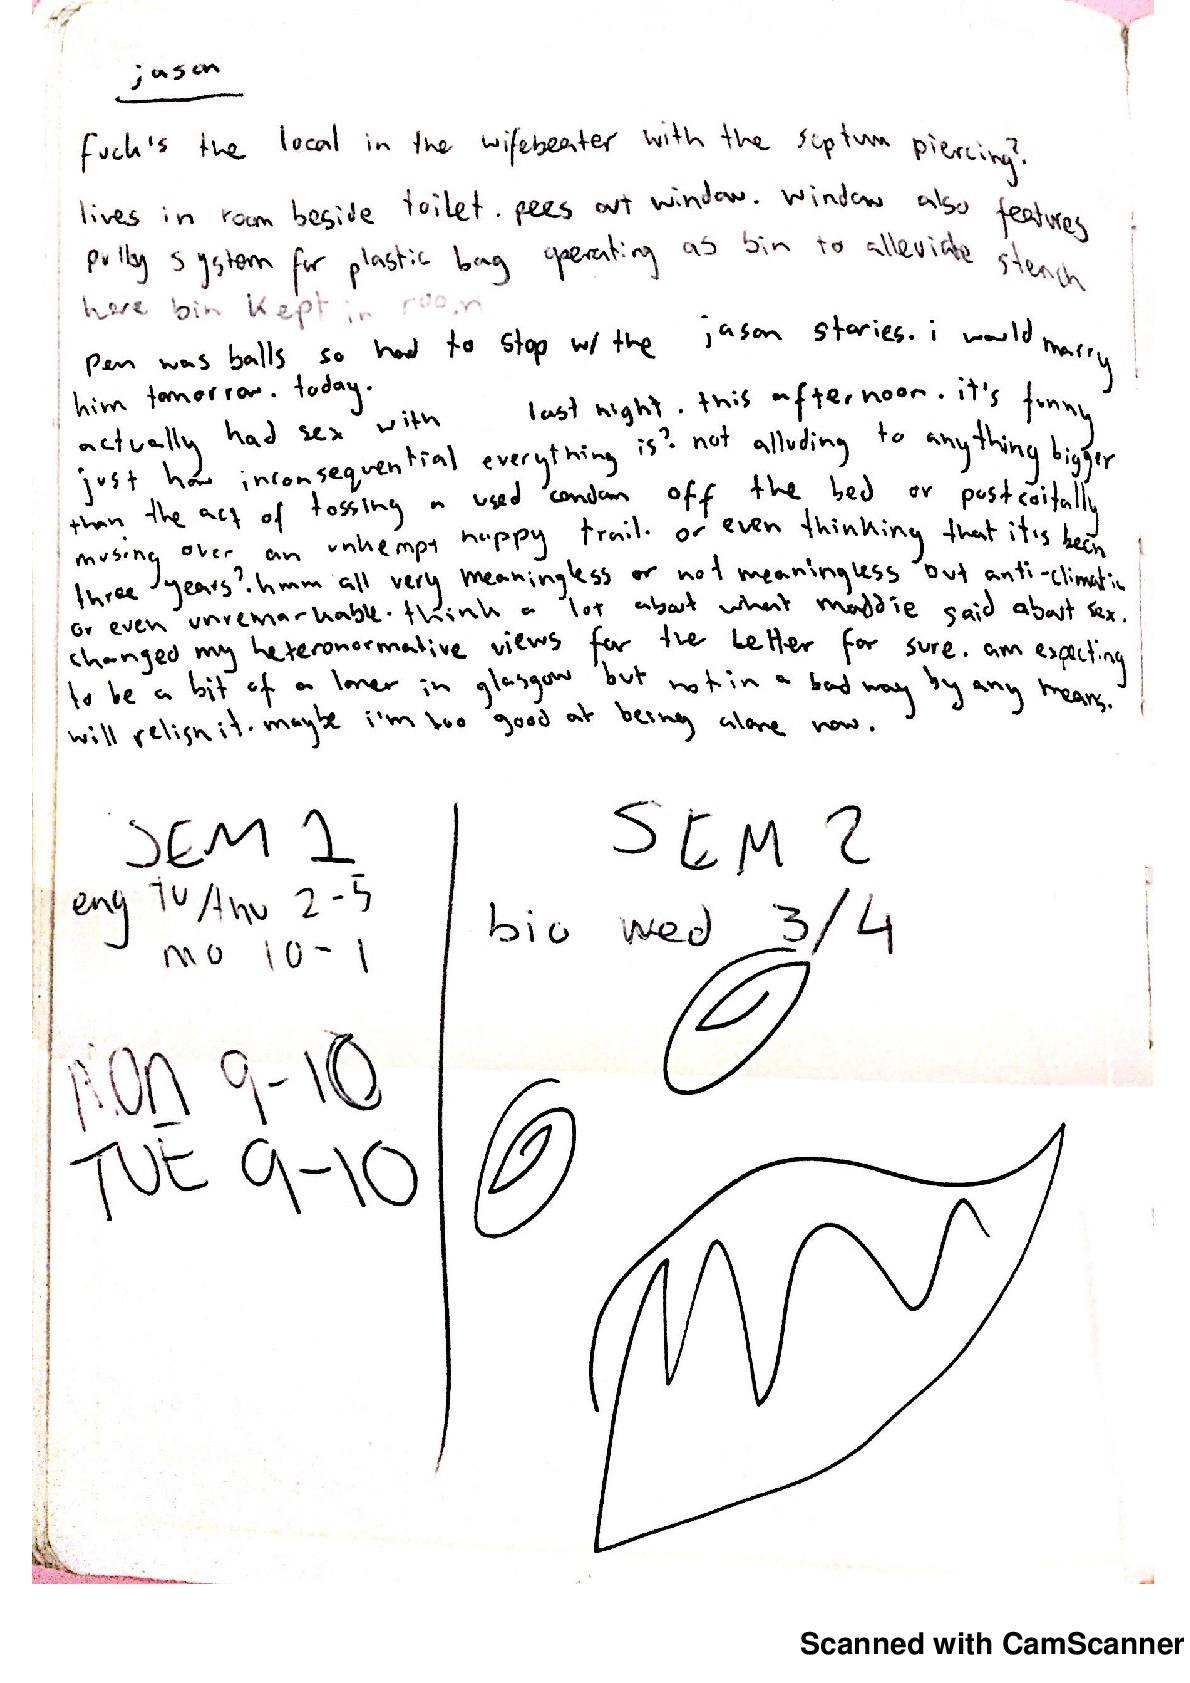 jason
fuck's the local in the wifebeater with the septum piercing?
lives in room beside toilet. pees out window. window also features
pully system for plastic bag operating as bin to alleviate stench
here bin kept in room
pen was balls so had to stop w/ the jason stories. i would marry
him tomorrow. today.
actually had sex with last night. this afternoon. it's funny
just how inconsequential everything is? not alluding to anything bigger
than the act of tossing a used condom off the bed or postcoitally
musing over an unkempt happy trail. or even thinking that it's been
three years? hmm all very meaningless or not meaningless but anti-climatic
or even unremarkable. think a lot about what maddie said about sex.
changed my heteronormative views for the better for sure. am expecting
to be a bit of a loner in glasgow but not in a bad way by any means.
will relish it. maybe i'm too good at being alone now.
SEM 1
eng tu/thu 2-5
mo 10-1
MON 9-10
TUE 9-10
SEM 2
bio wed 3/4
Scanned with CamScanner